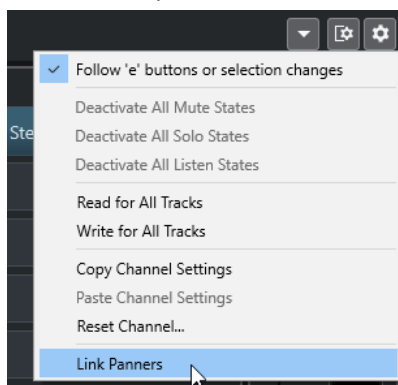 Follow 'e' buttons or selection changes
Deactivate All Mute States
Ste
Deactivate All Solo States
Deactivate All Listen States
Read for All Tracks
Write for All Tracks
Copy Channel Settings
Paste Channel Settings
Reset Channel...
Link Panners